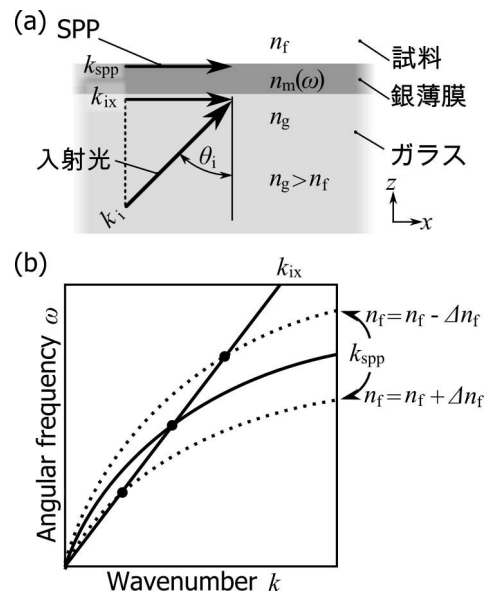 (a)
SPP
n_f
試料
k_spp
n_m(ω)
銀薄膜
k_ix
n_g
ガラス
入射光
θ_i
n_g>n_f
k_i
z
x
(b)
k_ix
n_f=n_f - Δn_f
k_spp
n_f=n_f + Δn_f
Angular frequency ω
Wavenumber k